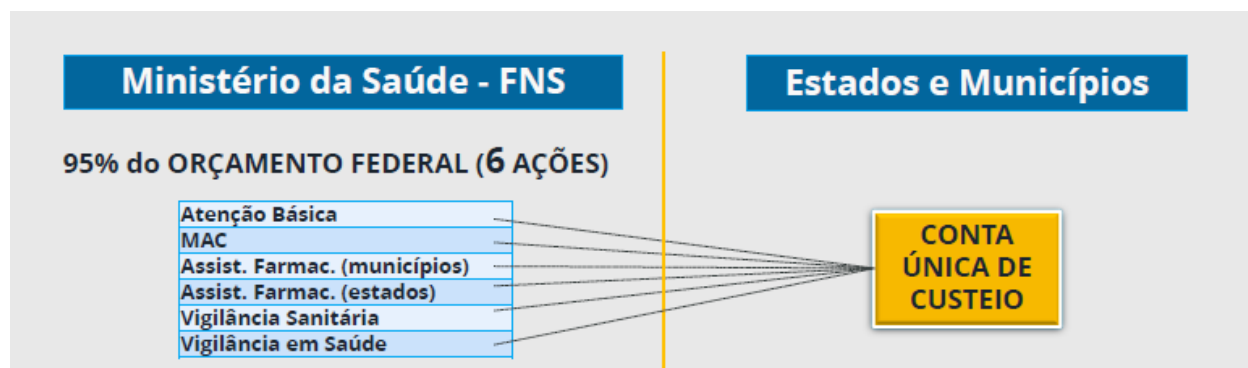 Ministério da Saúde - FNS
Estados e Municípios
95% do ORÇAMENTO FEDERAL (6 AÇÕES)
Atenção Básica
MAC
Assist. Farmac. (municípios)
Assist. Farmac. (estados)
Vigilância Sanitária
Vigilância em Saúde
CONTA
ÚNICA DE
CUSTEIO